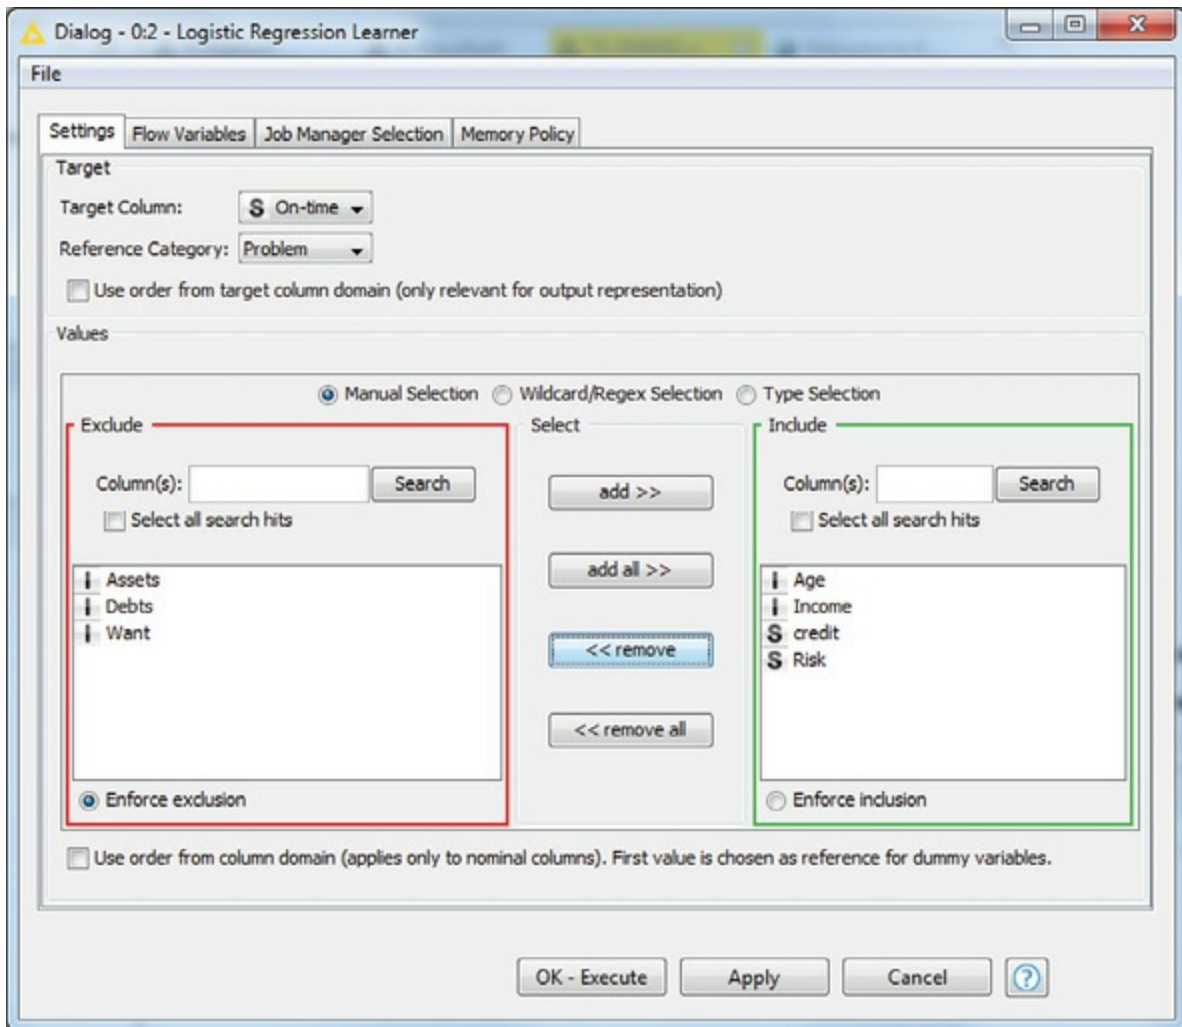 Dialog - 0:2 - Logistic Regression Learner
File
Settings Flow Variables Job Manager Selection Memory Policy
Target
Target Column: S On-time
Reference Category: Problem
Use order from target column domain (only relevant for output representation)
Values
Manual Selection Wildcard/Regex Selection Type Selection
Exclude
Column(s): Search
Select all search hits
I Assets
I Debts
I Want
Enforce exclusion
Select
add >>
add all >>
<< remove
<< remove all
Include
Column(s): Search
Select all search hits
I Age
I Income
S credit
S Risk
Enforce inclusion
Use order from column domain (applies only to nominal columns). First value is chosen as reference for dummy variables.
OK - Execute Apply Cancel ?